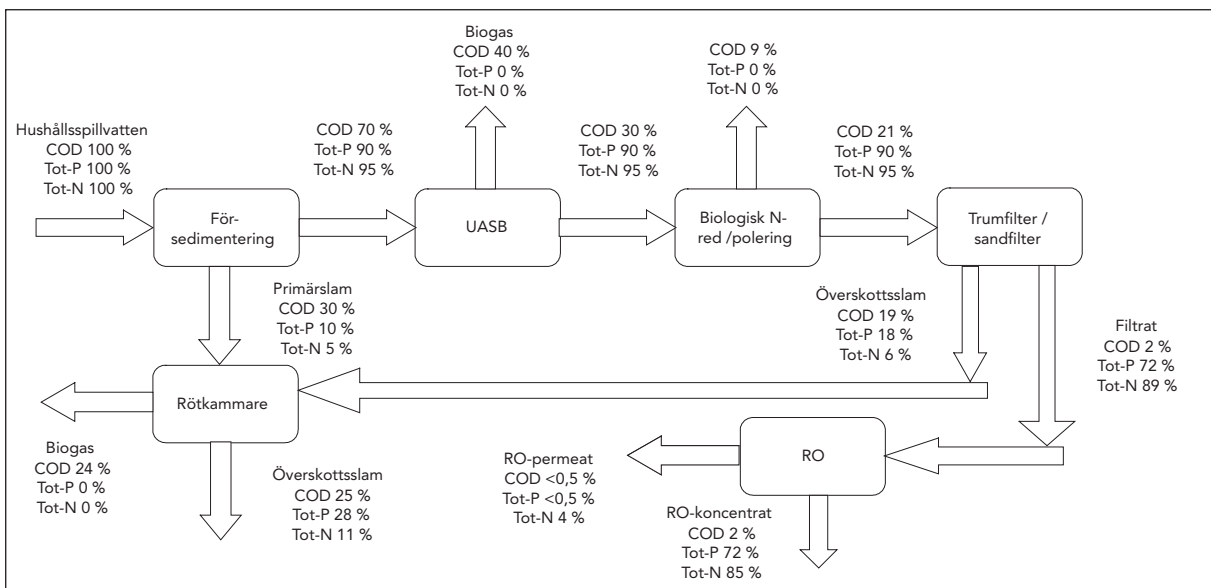 Biogas
COD 40 %
Tot-P 0 %
Tot-N 0 %
COD 9 %
Tot-P 0 %
Tot-N 0 %
Hushållsspillvatten
COD 100 %
Tot-P 100 %
Tot-N 100 %
COD 70 %
Tot-P 90 %
Tot-N 95 %
COD 30 %
Tot-P 90 %
Tot-N 95 %
COD 21 %
Tot-P 90 %
Tot-N 95 %
För-
sedimentering
UASB
Biologisk N-
red /polering
Trumfilter /
sandfilter
Primärslam
COD 30 %
Tot-P 10 %
Tot-N 5 %
Överskottsslam
COD 19 %
Tot-P 18 %
Tot-N 6 %
Filtrat
COD 2 %
Tot-P 72 %
Tot-N 89 %
Rötkammare
Biogas
COD 24 %
Tot-P 0 %
Tot-N 0 %
Överskottsslam
COD 25 %
Tot-P 28 %
Tot-N 11 %
RO
RO-permeat
COD <0,5 %
Tot-P <0,5 %
Tot-N 4 %
RO-koncentrat
COD 2 %
Tot-P 72 %
Tot-N 85 %